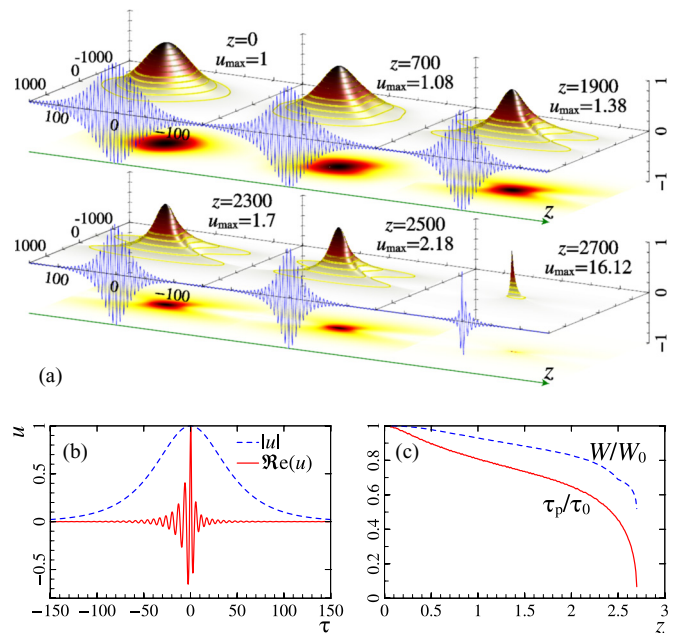 z=0
u_max=1
z=700
u_max=1.08
z=1900
u_max=1.38
-1000
0
1000
100
0
-100
1
0
-1
z
z=2300
u_max=1.7
z=2500
u_max=2.18
z=2700
u_max=16.12
-1000
0
1000
100
0
-100
1
0
-1
z
(a)
(b)
|u|
ℜe(u)
u
1
0.5
0
−0.5
−150 −100 −50 0 50 100 150
τ
(c)
W/W₀
τ_p/τ₀
1
0.8
0.6
0.4
0.2
0
0 0.5 1 1.5 2 2.5 3
z